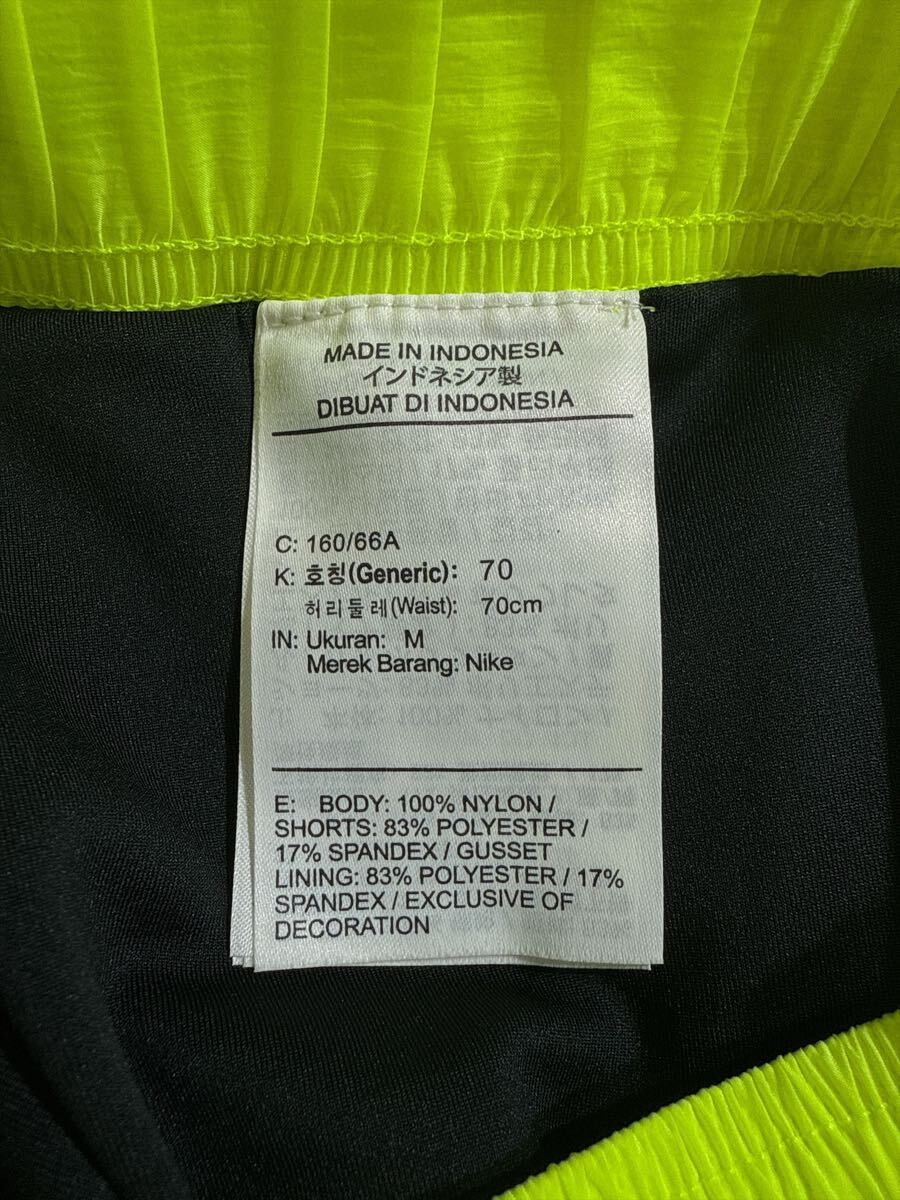 MADE IN INDONESIA
インドネシア製
DIBUAT DI INDONESIA
C: 160/66A
K: 호칭(Generic): 70
허리둘레(Waist): 70cm
IN: Ukuran: M
Merek Barang: Nike
E: BODY: 100% NYLON /
SHORTS: 83% POLYESTER /
17% SPANDEX / GUSSET
LINING: 83% POLYESTER / 17%
SPANDEX / EXCLUSIVE OF
DECORATION